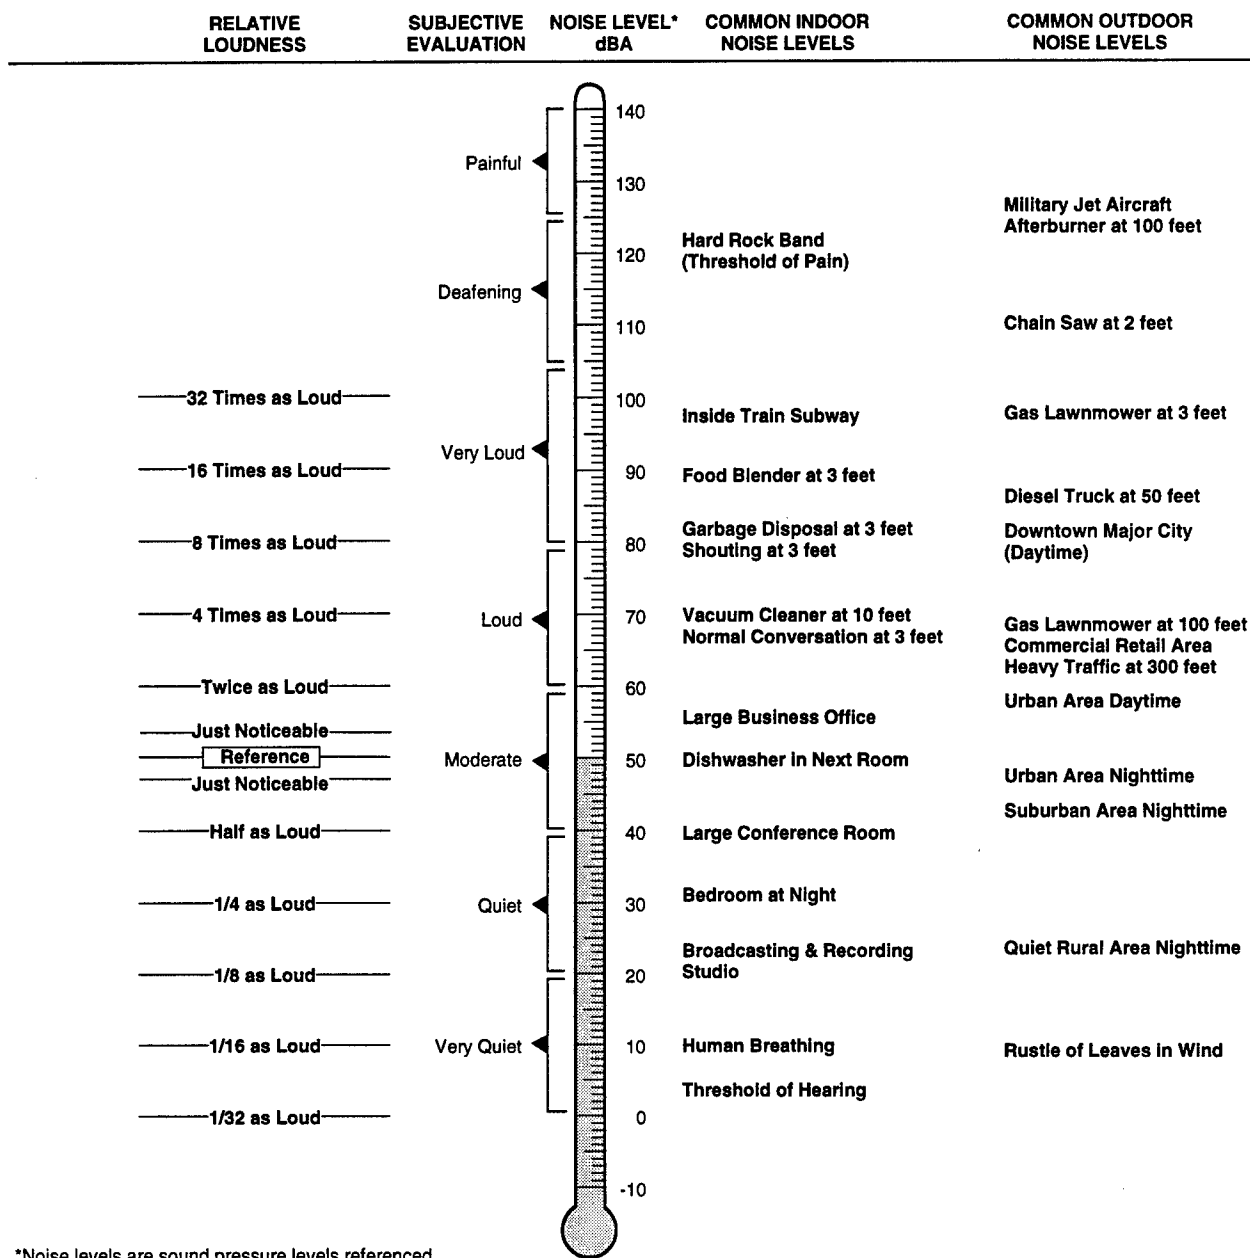 RELATIVE
LOUDNESS
SUBJECTIVE
EVALUATION
NOISE LEVEL*
dBA
COMMON INDOOR
NOISE LEVELS
COMMON OUTDOOR
NOISE LEVELS
140
Painful
130
Military Jet Aircraft
Afterburner at 100 feet
Hard Rock Band
(Threshold of Pain)
120
Deafening
Chain Saw at 2 feet
110
32 Times as Loud
100
Inside Train Subway
Gas Lawnmower at 3 feet
Very Loud
16 Times as Loud
90
Food Blender at 3 feet
Diesel Truck at 50 feet
Garbage Disposal at 3 feet
Shouting at 3 feet
Downtown Major City
(Daytime)
8 Times as Loud
80
4 Times as Loud
Loud
70
Vacuum Cleaner at 10 feet
Normal Conversation at 3 feet
Gas Lawnmower at 100 feet
Commercial Retail Area
Heavy Traffic at 300 feet
Twice as Loud
60
Urban Area Daytime
Large Business Office
Just Noticeable
Reference
Moderate
50
Dishwasher in Next Room
Just Noticeable
Urban Area Nighttime
Suburban Area Nighttime
Half as Loud
40
Large Conference Room
Bedroom at Night
1/4 as Loud
Quiet
30
Broadcasting & Recording
Studio
Quiet Rural Area Nighttime
1/8 as Loud
20
1/16 as Loud
Very Quiet
10
Human Breathing
Rustle of Leaves in Wind
Threshold of Hearing
1/32 as Loud
0
-10
*Noise levels are sound pressure levels referenced